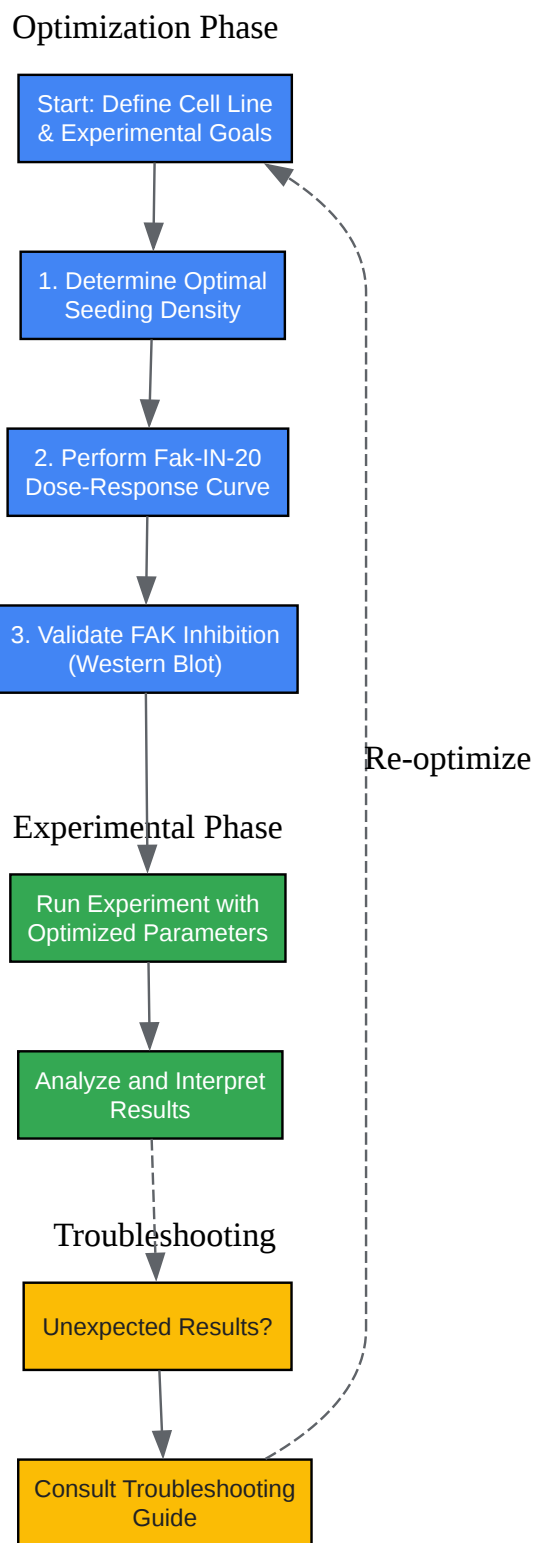 Optimization Phase
Start: Define Cell Line
& Experimental Goals
1. Determine Optimal
Seeding Density
2. Perform Fak-IN-20
Dose-Response Curve
3. Validate FAK Inhibition
(Western Blot)
Re-optimize
Experimental Phase
Run Experiment with
Optimized Parameters
Analyze and Interpret
Results
Troubleshooting
Unexpected Results?
Consult Troubleshooting
Guide